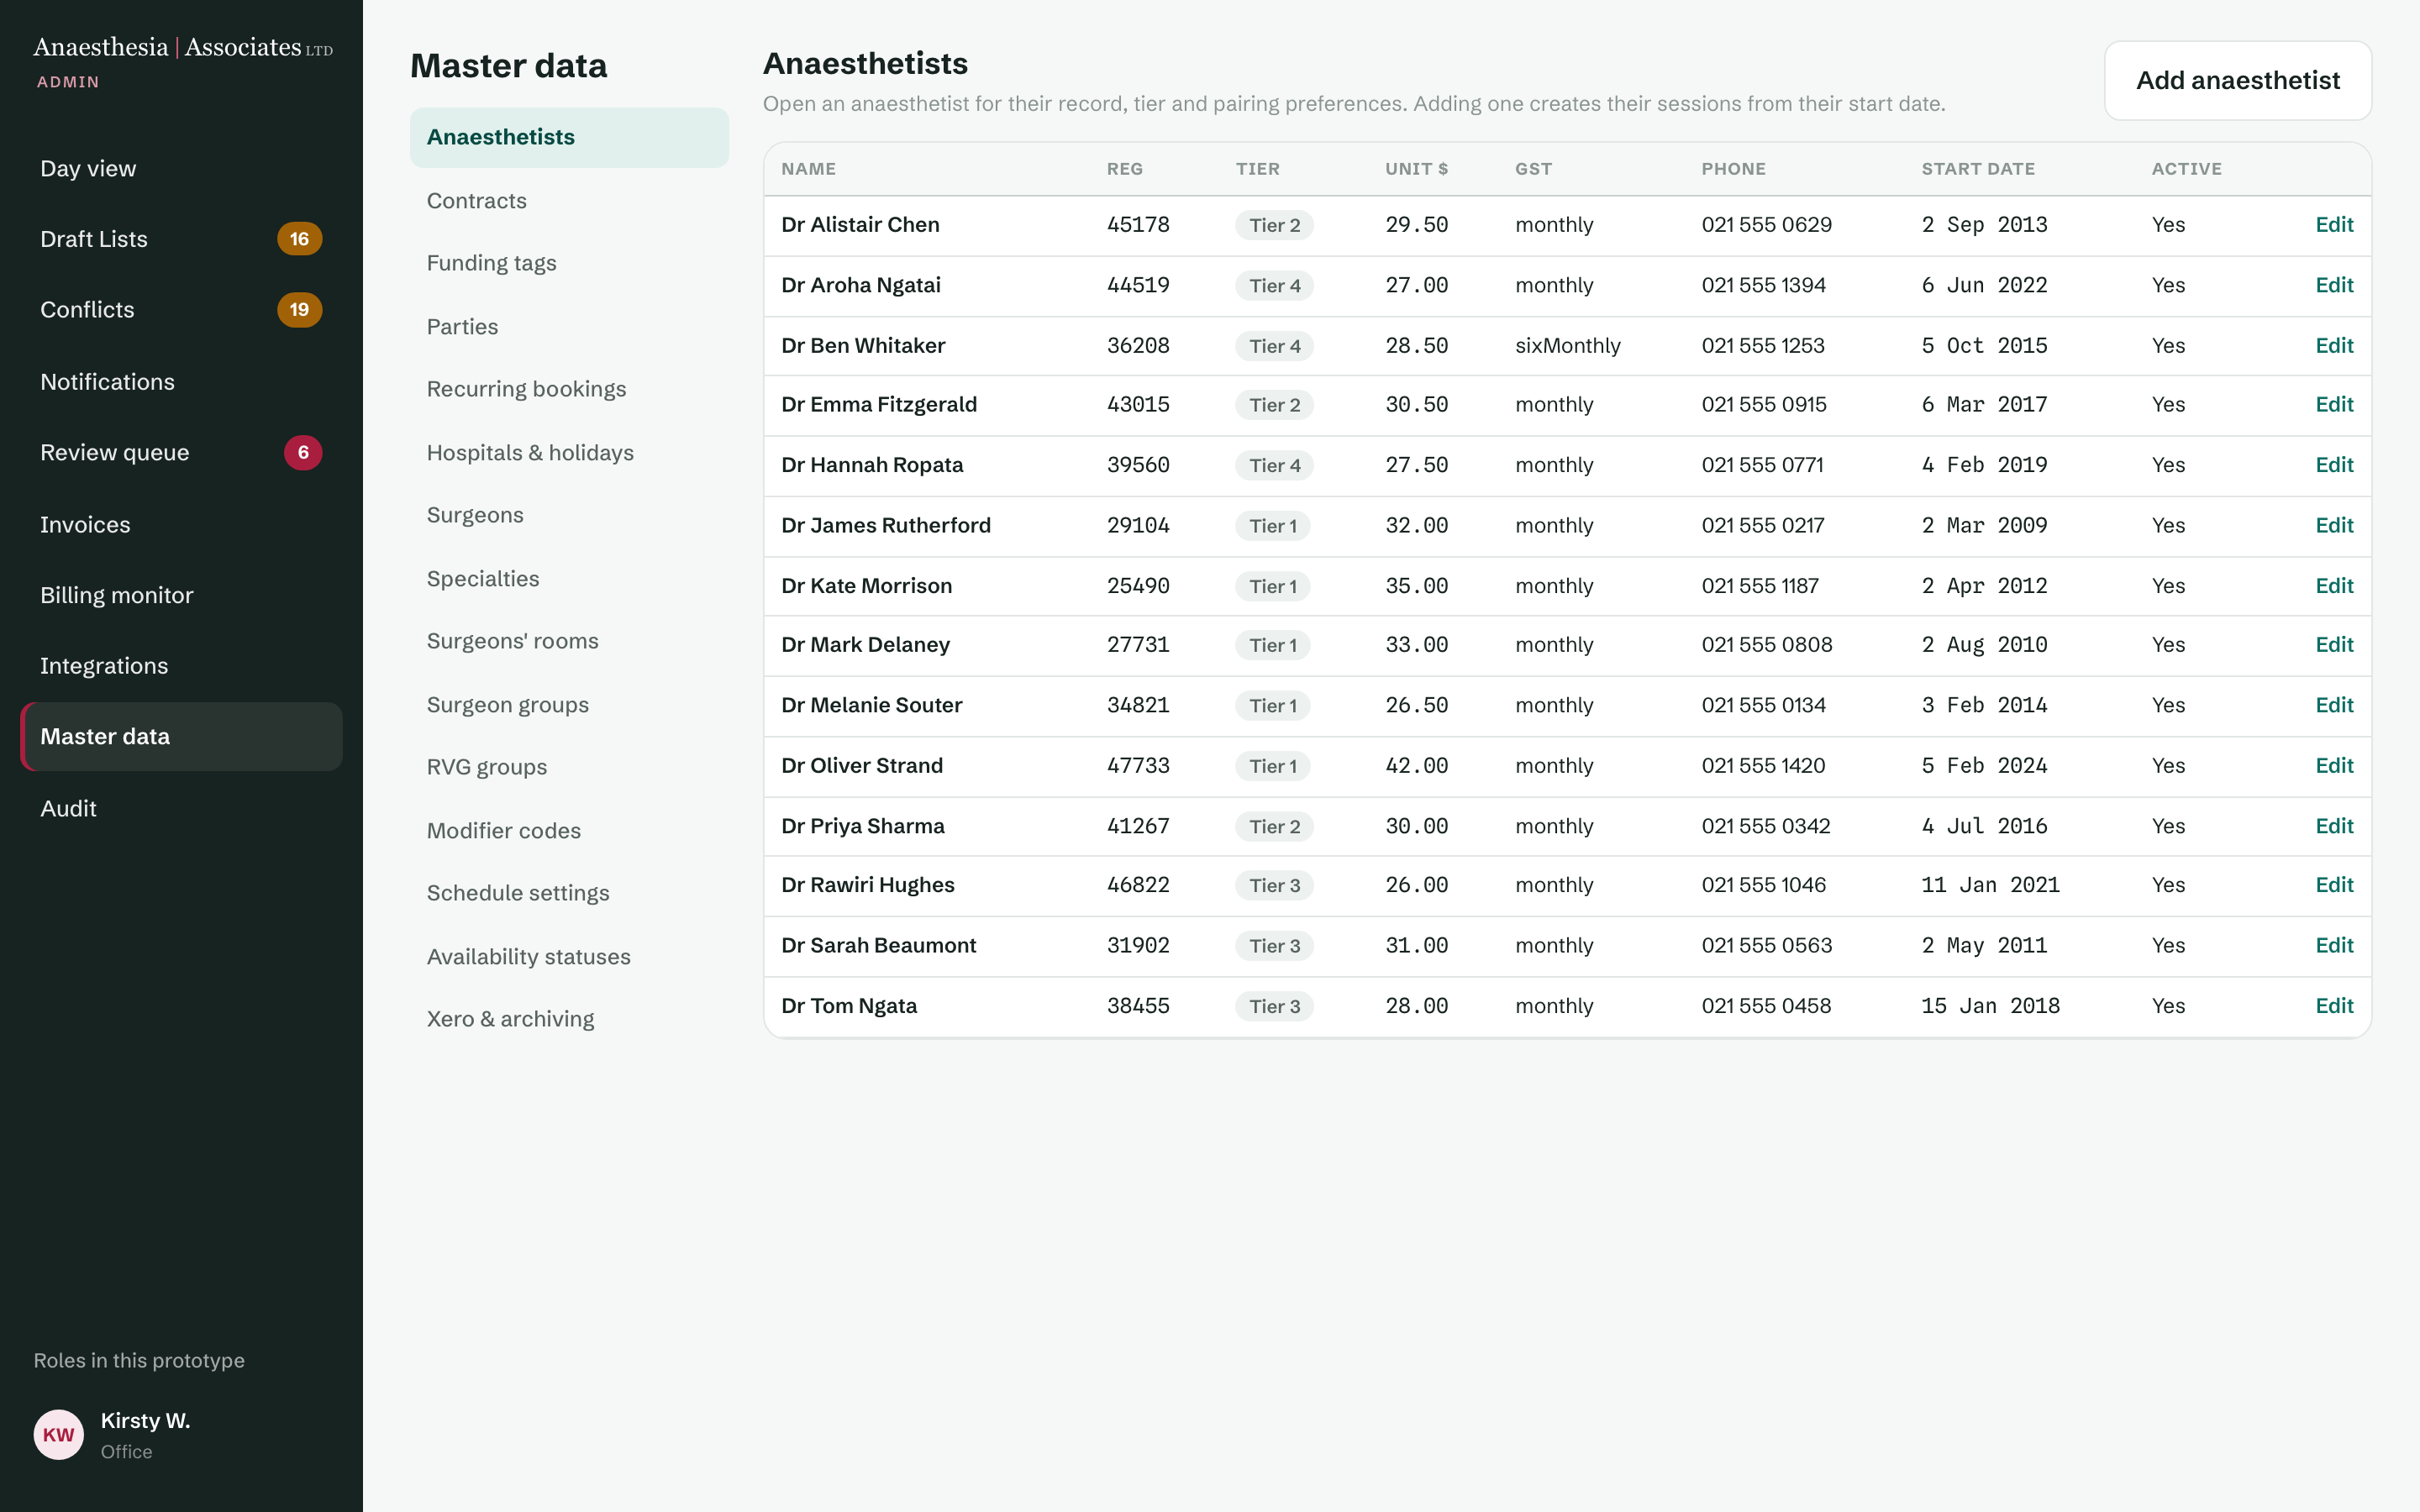 Anaesthesia | Associates LTD
ADMIN
Day view
Draft Lists 16
Conflicts 19
Notifications
Review queue 6
Invoices
Billing monitor
Integrations
Master data
Audit
Roles in this prototype
KW
Kirsty W.
Office
Master data
Anaesthetists
Contracts
Funding tags
Parties
Recurring bookings
Hospitals & holidays
Surgeons
Specialties
Surgeons' rooms
Surgeon groups
RVG groups
Modifier codes
Schedule settings
Availability statuses
Xero & archiving
Anaesthetists
Open an anaesthetist for their record, tier and pairing preferences. Adding one creates their sessions from their start date.
Add anaesthetist
NAME REG TIER UNIT $ GST PHONE START DATE ACTIVE
Dr Alistair Chen 45178 Tier 2 29.50 monthly 021 555 0629 2 Sep 2013 Yes Edit
Dr Aroha Ngatai 44519 Tier 4 27.00 monthly 021 555 1394 6 Jun 2022 Yes Edit
Dr Ben Whitaker 36208 Tier 4 28.50 sixMonthly 021 555 1253 5 Oct 2015 Yes Edit
Dr Emma Fitzgerald 43015 Tier 2 30.50 monthly 021 555 0915 6 Mar 2017 Yes Edit
Dr Hannah Ropata 39560 Tier 4 27.50 monthly 021 555 0771 4 Feb 2019 Yes Edit
Dr James Rutherford 29104 Tier 1 32.00 monthly 021 555 0217 2 Mar 2009 Yes Edit
Dr Kate Morrison 25490 Tier 1 35.00 monthly 021 555 1187 2 Apr 2012 Yes Edit
Dr Mark Delaney 27731 Tier 1 33.00 monthly 021 555 0808 2 Aug 2010 Yes Edit
Dr Melanie Souter 34821 Tier 1 26.50 monthly 021 555 0134 3 Feb 2014 Yes Edit
Dr Oliver Strand 47733 Tier 1 42.00 monthly 021 555 1420 5 Feb 2024 Yes Edit
Dr Priya Sharma 41267 Tier 2 30.00 monthly 021 555 0342 4 Jul 2016 Yes Edit
Dr Rawiri Hughes 46822 Tier 3 26.00 monthly 021 555 1046 11 Jan 2021 Yes Edit
Dr Sarah Beaumont 31902 Tier 3 31.00 monthly 021 555 0563 2 May 2011 Yes Edit
Dr Tom Ngata 38455 Tier 3 28.00 monthly 021 555 0458 15 Jan 2018 Yes Edit